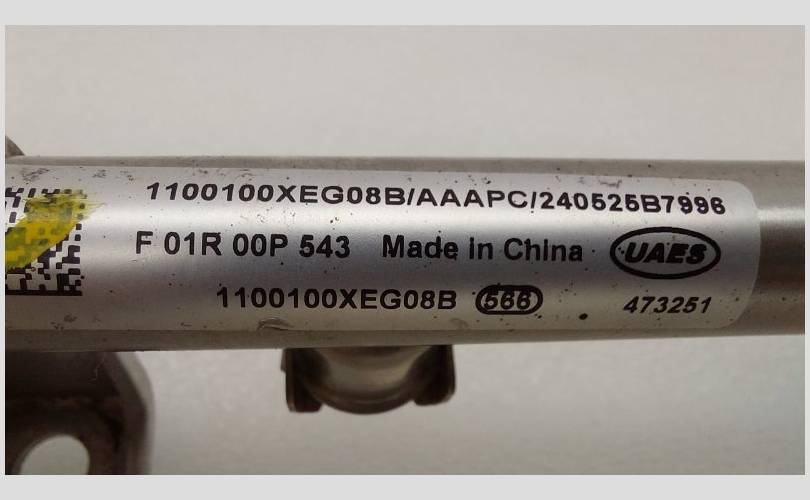 1100100XEG08B/AAAPC/240525B7996
F 01R 00P 543 Made in China UAES
1100100XEG08B 566 473251